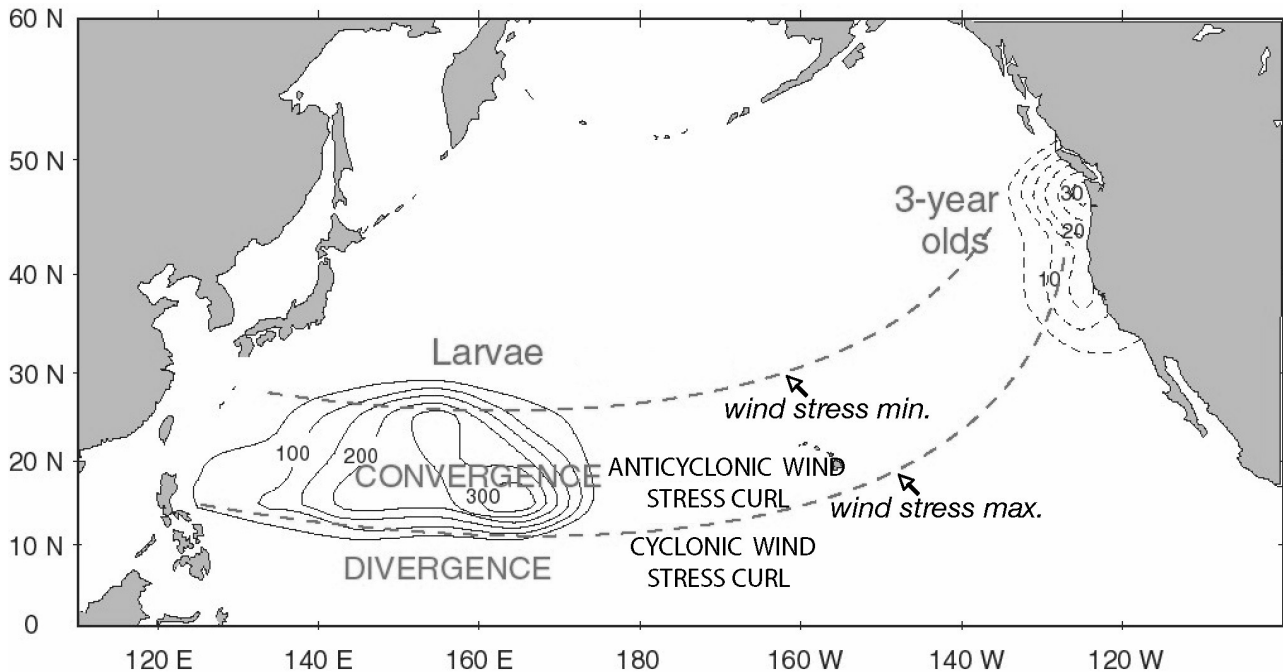 60 N
50 N
40 N
30 N
20 N
10 N
0
3-year
olds
30
20
10
Larvae
wind stress min.
100
200
CONVERGENCE
300
ANTICYCLONIC WIND
STRESS CURL
wind stress max.
CYCLONIC WIND
STRESS CURL
DIVERGENCE
120 E 140 E 160 E 180 160 W 140 W 120 W